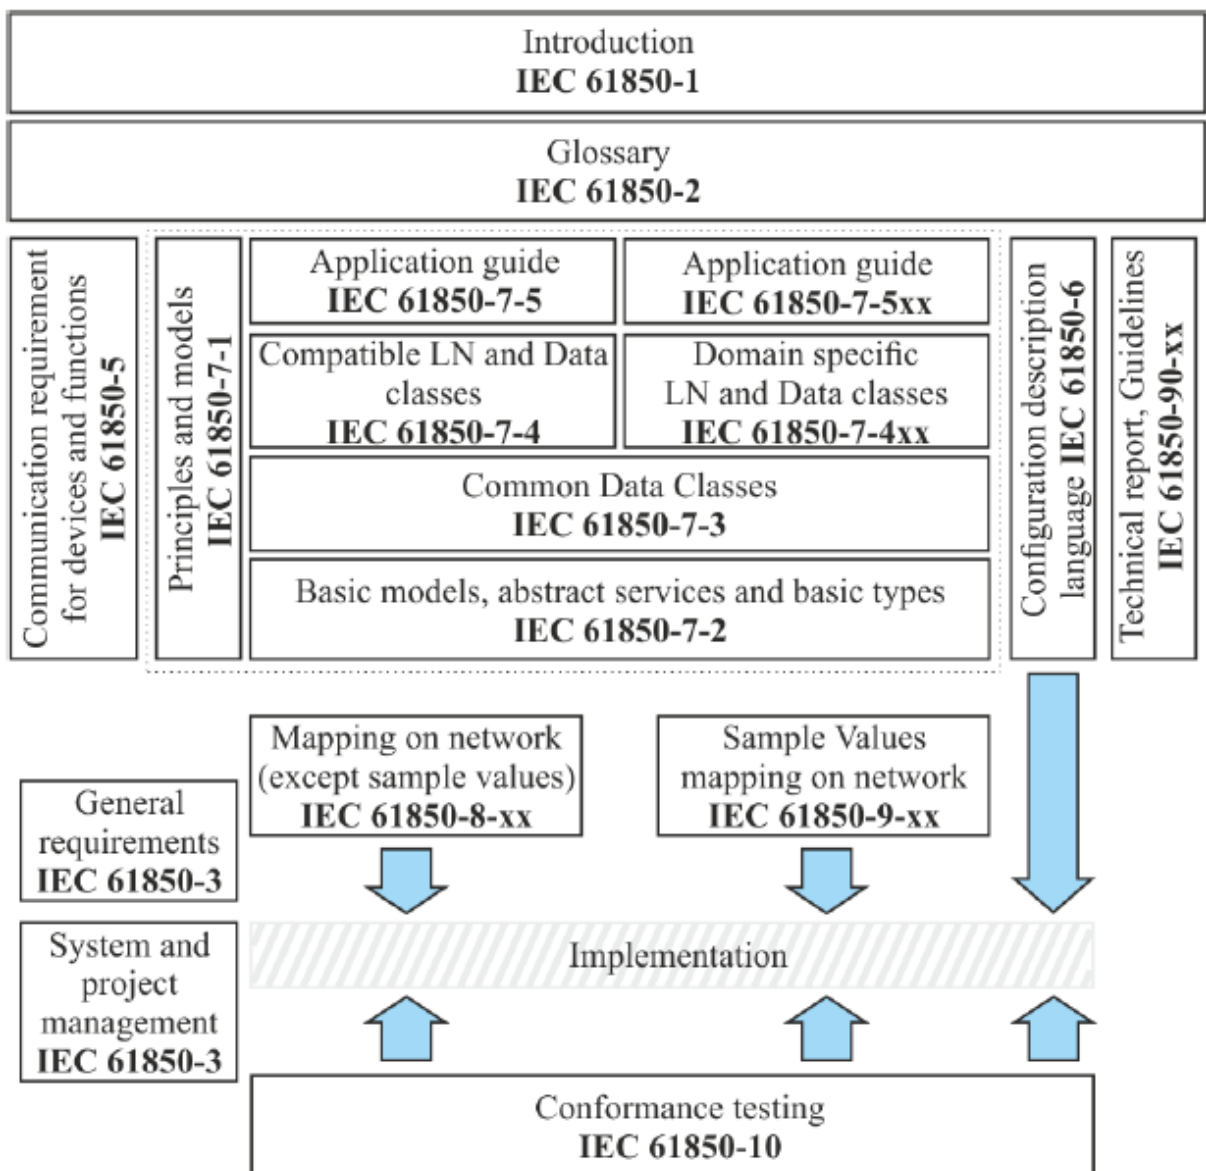 Introduction
IEC 61850-1
Glossary
IEC 61850-2
Communication requirement
for devices and functions
IEC 61850-5
Principles and models
IEC 61850-7-1
Application guide
IEC 61850-7-5
Application guide
IEC 61850-7-5xx
Compatible LN and Data
classes
IEC 61850-7-4
Domain specific
LN and Data classes
IEC 61850-7-4xx
Common Data Classes
IEC 61850-7-3
Basic models, abstract services and basic types
IEC 61850-7-2
Configuration description
language IEC 61850-6
Technical report, Guidelines
IEC 61850-90-xx
Mapping on network
(except sample values)
IEC 61850-8-xx
Sample Values
mapping on network
IEC 61850-9-xx
General
requirements
IEC 61850-3
System and
project
management
IEC 61850-3
Implementation
Conformance testing
IEC 61850-10